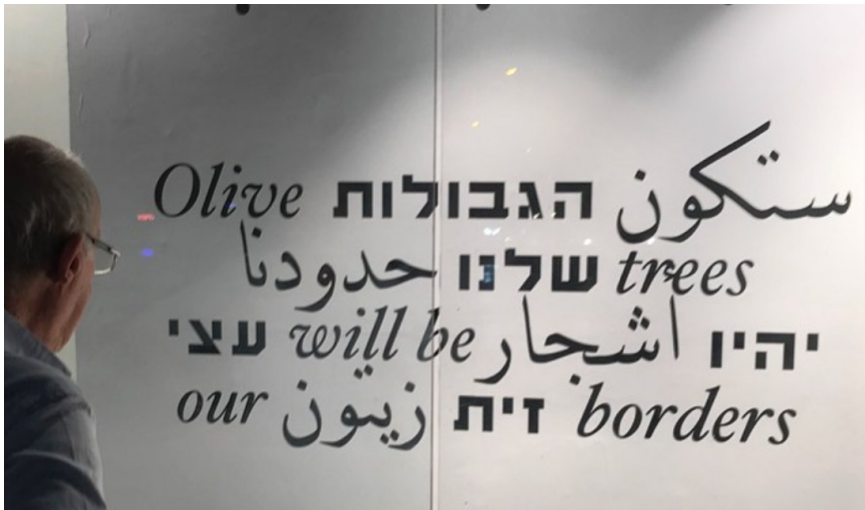 Olive הגבולות ستكون
حدودنا שלנו trees
עצי will be أشجار יהיו
our زيتون זית borders